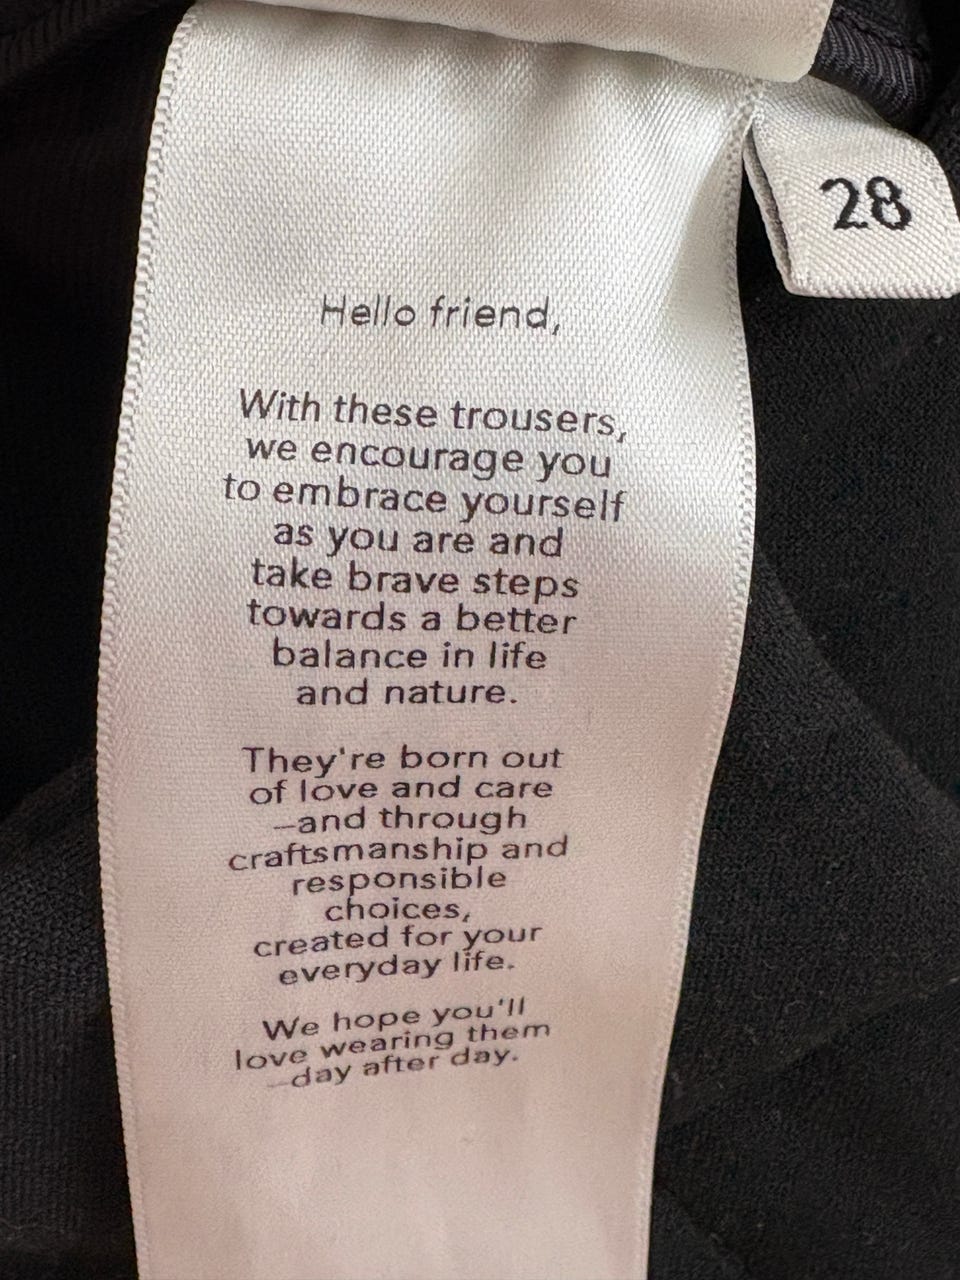 28
Hello friend,
With these trousers,
we encourage you
to embrace yourself
as you are and
take brave steps
towards a better
balance in life
and nature.
They're born out
of love and care
—and through
craftsmanship and
responsible
choices,
created for your
everyday life.
We hope you'll
love wearing them
—day after day.